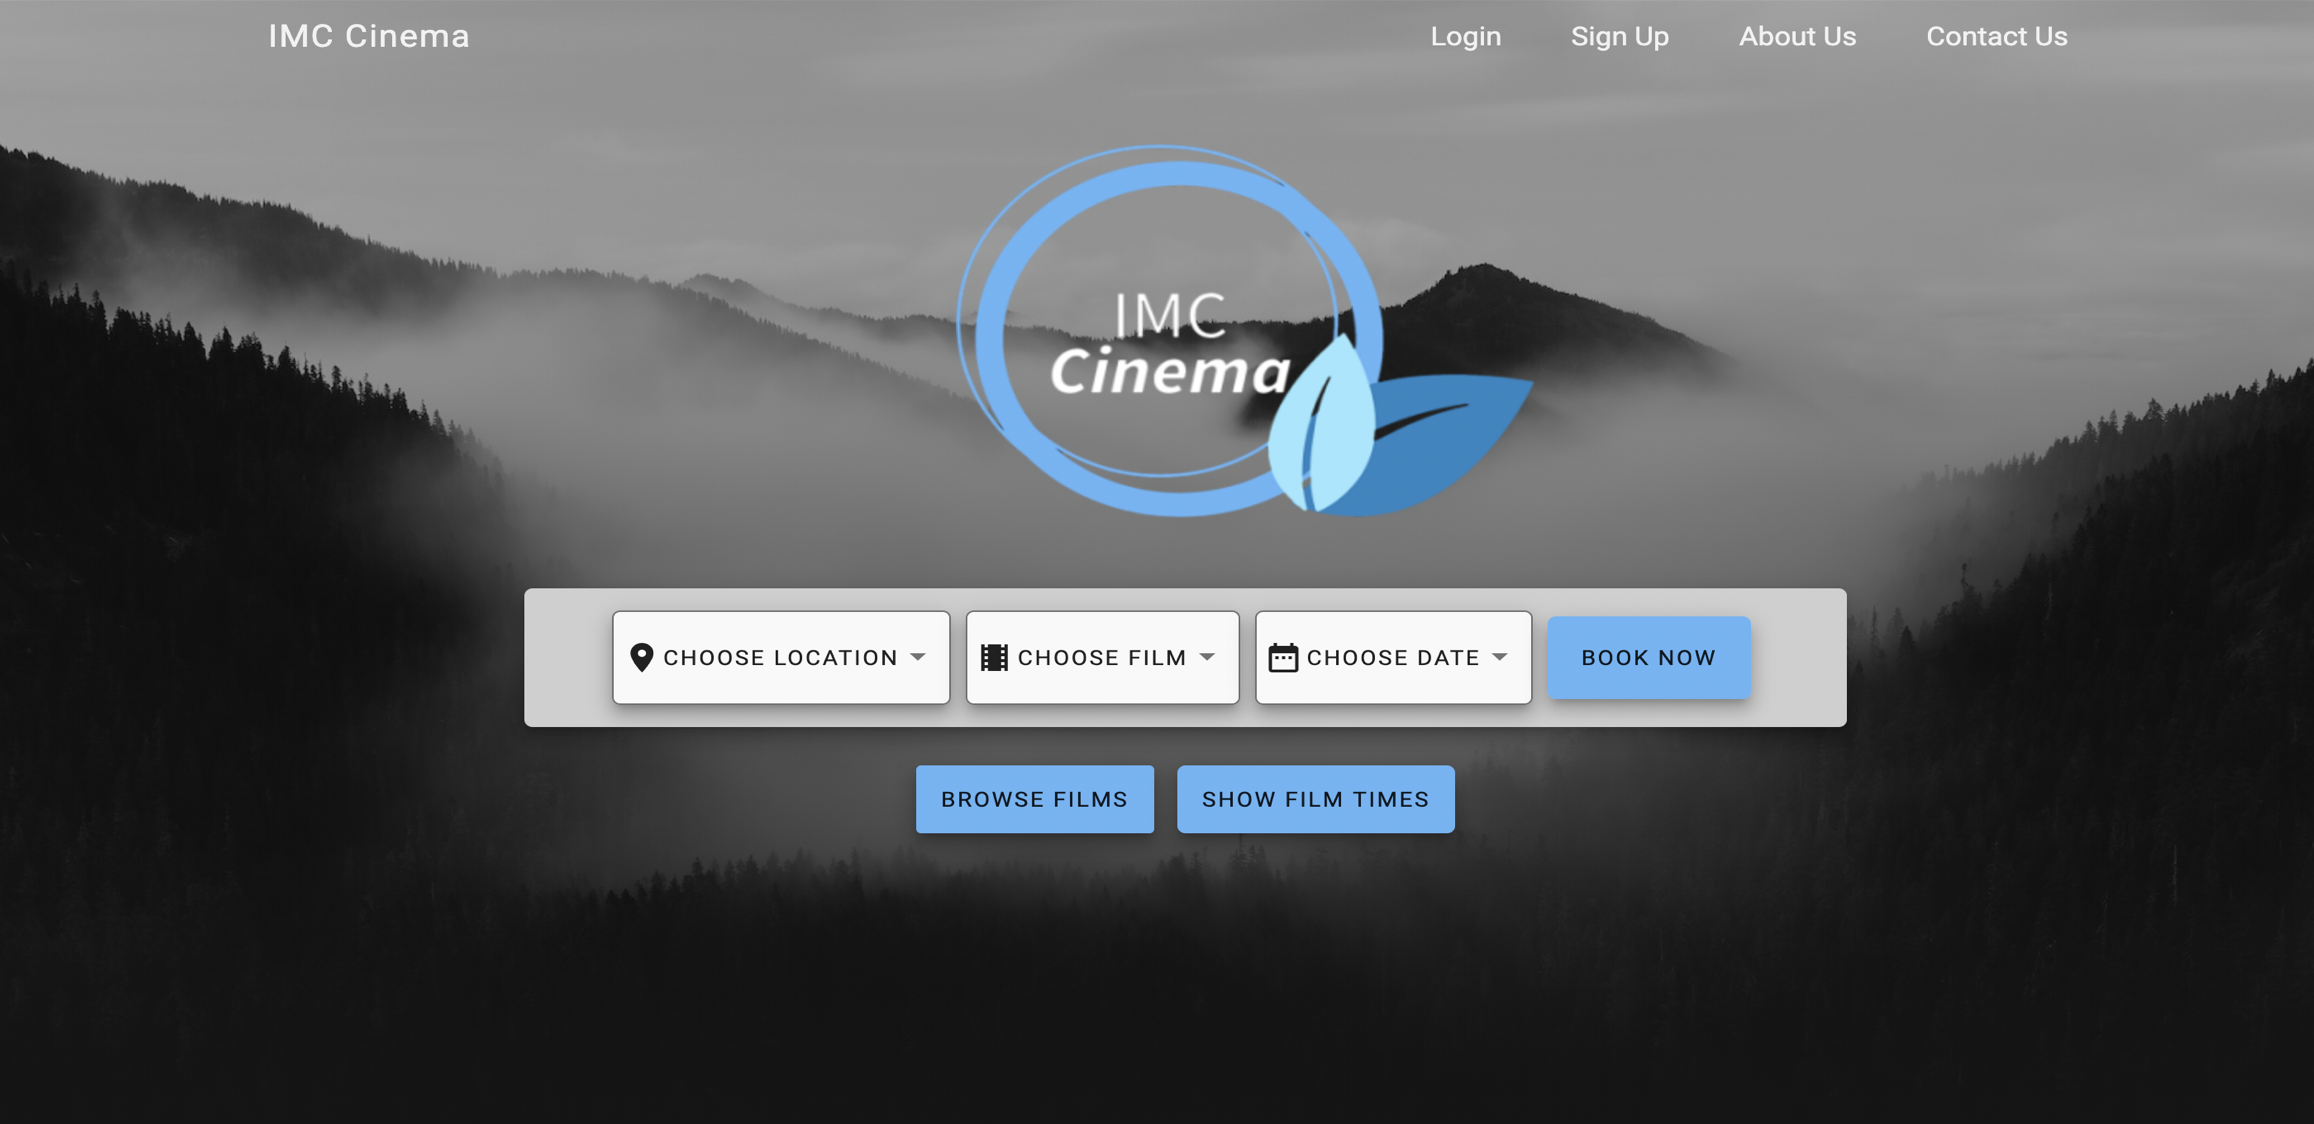 IMC Cinema
Login
Sign Up
About Us
Contact Us
IMC
Cinema
CHOOSE LOCATION
CHOOSE FILM
CHOOSE DATE
BOOK NOW
BROWSE FILMS
SHOW FILM TIMES